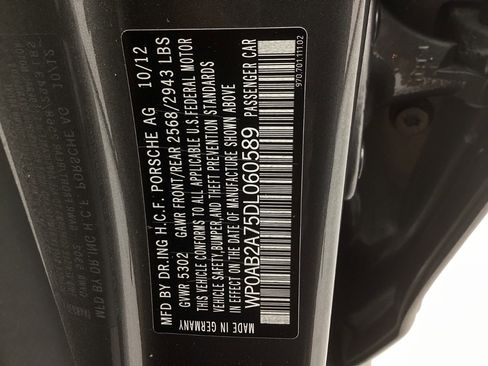 MFD BY DR.ING H.C.F. PORSCHE AG 10/12
GVWR 5302 GAWR FRONT/REAR 2568/2943 LBS
THIS VEHICLE CONFORMS TO ALL APPLICABLE U.S.FEDERAL MOTOR
VEHICLE SAFETY,BUMPER,AND THEFT PREVENTION STANDARDS
IN EFFECT ON THE DATE OF MANUFACTURE SHOWN ABOVE
WP0AB2A75DL060589 PASSENGER CAR
MADE IN GERMANY
970.701.111.02